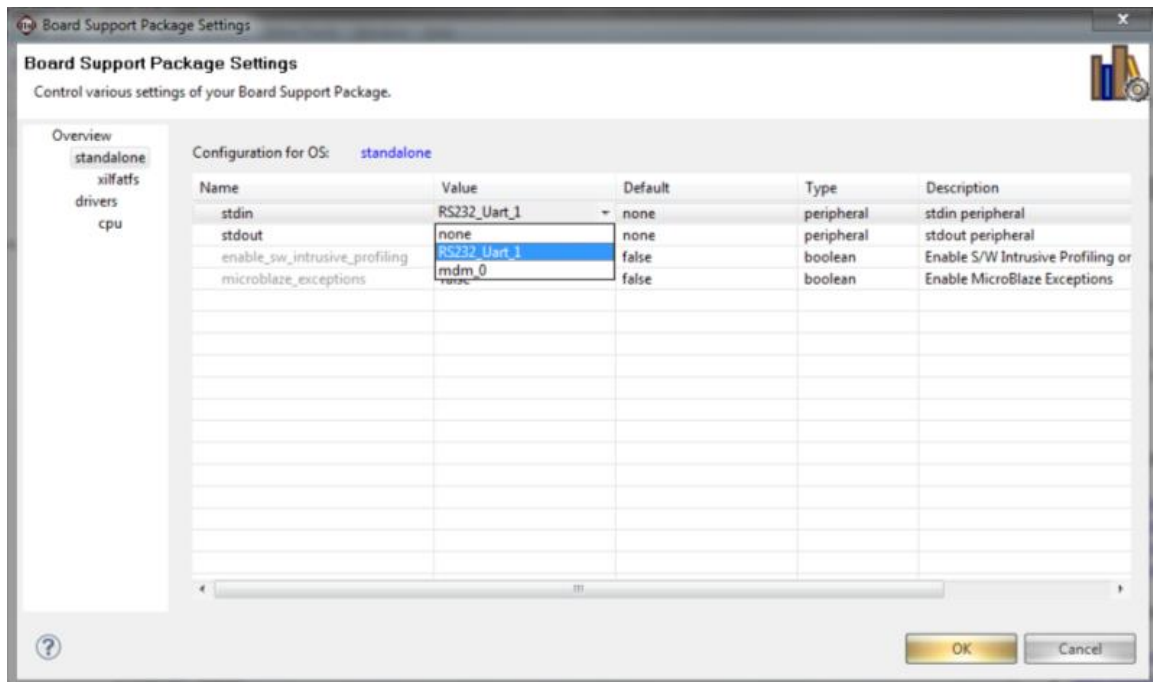 Board Support Package Settings
Board Support Package Settings
Control various settings of your Board Support Package.
Overview
standalone
xilfatfs
drivers
cpu
Configuration for OS: standalone
Name Value Default Type Description
stdin RS232_Uart_1 none peripheral stdin peripheral
stdout none none peripheral stdout peripheral
enable_sw_intrusive_profiling RS232_Uart_1 false boolean Enable S/W Intrusive Profiling or
microblaze_exceptions mdm_0 false boolean Enable MicroBlaze Exceptions
OK Cancel